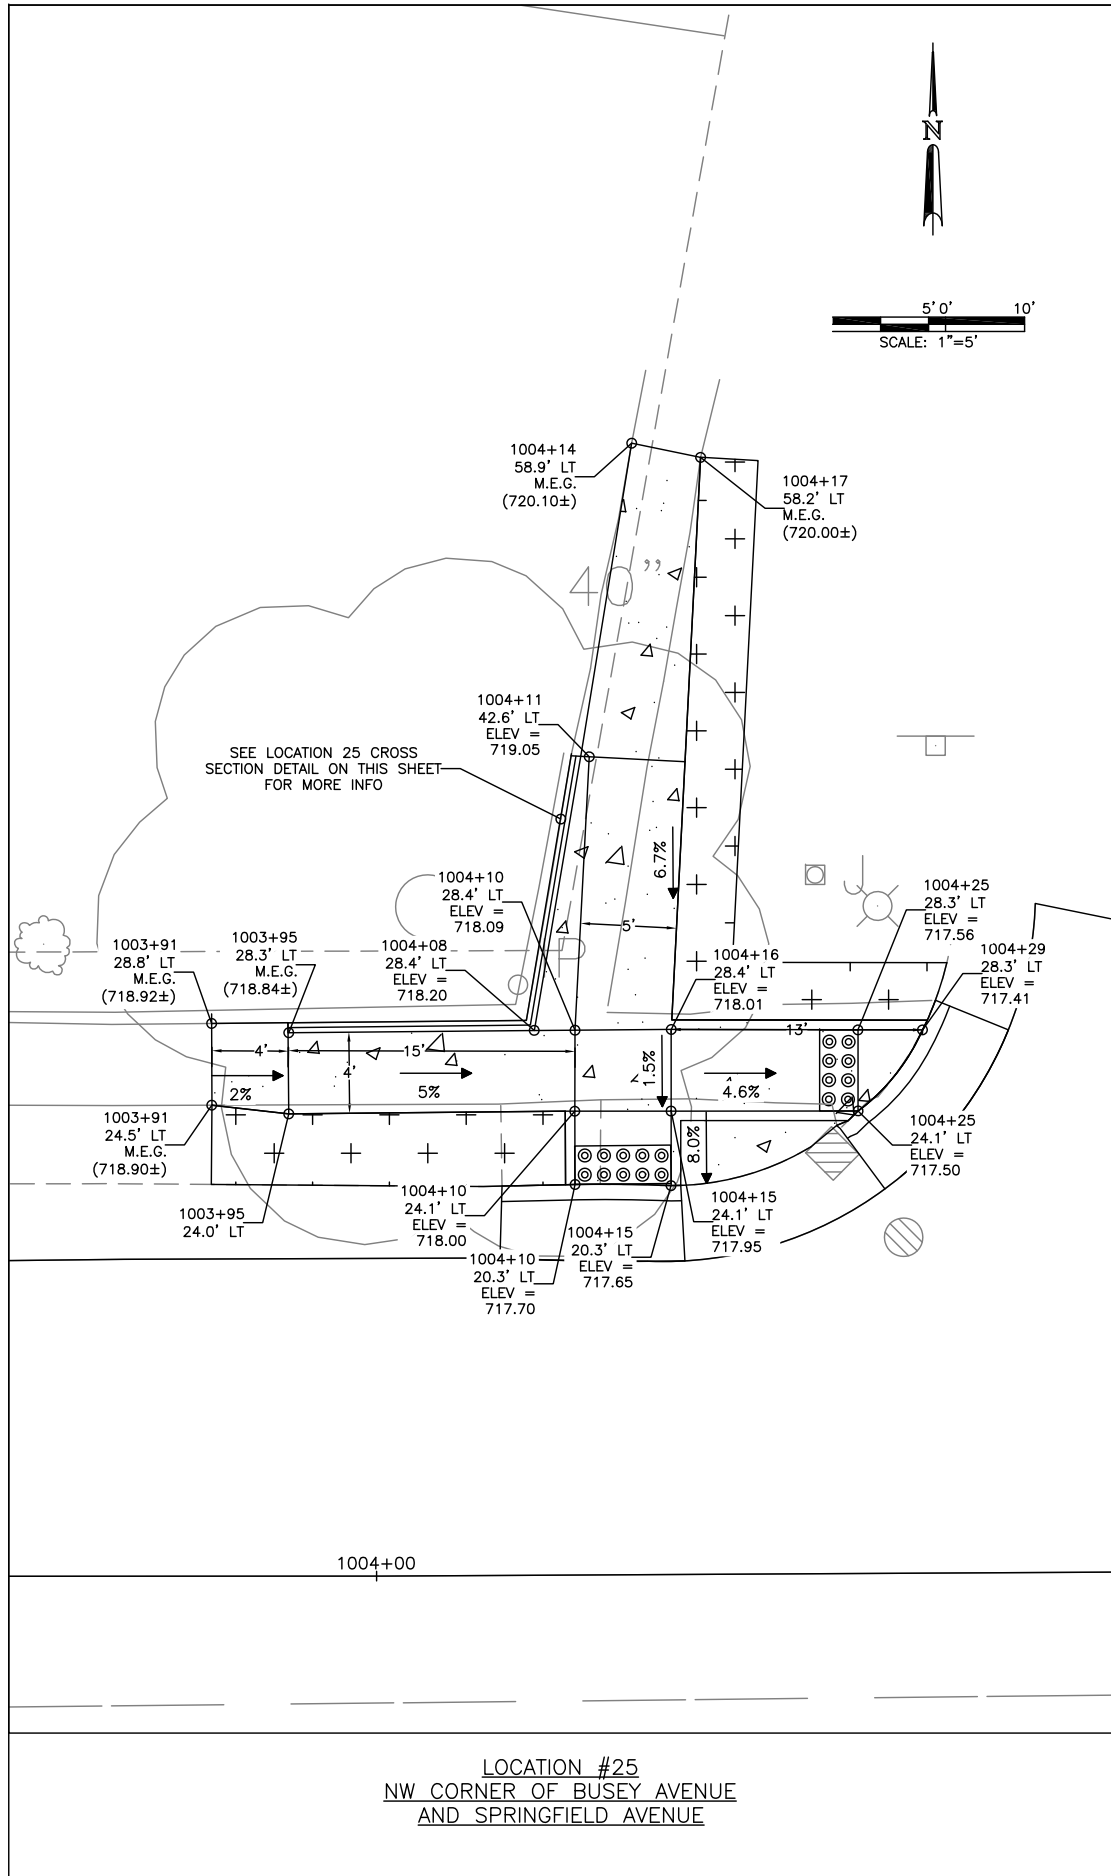 N
5' 0' 10'
SCALE: 1"=5'
1004+14
58.9' LT
M.E.G.
(720.10±)
1004+17
58.2' LT
M.E.G.
(720.00±)
40"
1004+11
42.6' LT
ELEV =
719.05
SEE LOCATION 25 CROSS
SECTION DETAIL ON THIS SHEET
FOR MORE INFO
6.7%
1004+10
28.4' LT
ELEV =
718.09
1004+25
28.3' LT
ELEV =
717.56
5'
1003+91
28.8' LT
M.E.G.
(718.92±)
1003+95
28.3' LT
M.E.G.
(718.84±)
1004+08
28.4' LT
ELEV =
718.20
P
1004+16
28.4' LT
ELEV =
718.01
1004+29
28.3' LT
ELEV =
717.41
13'
4'
15'
4'
2%
5%
1.5%
4.6%
1003+91
24.5' LT
M.E.G.
(718.90±)
8.0%
1004+25
24.1' LT
ELEV =
717.50
1003+95
24.0' LT
1004+10
24.1' LT
ELEV =
718.00
1004+15
24.1' LT
ELEV =
717.95
1004+10
20.3' LT
ELEV =
717.70
1004+15
20.3' LT
ELEV =
717.65
1004+00
LOCATION #25
NW CORNER OF BUSEY AVENUE
AND SPRINGFIELD AVENUE